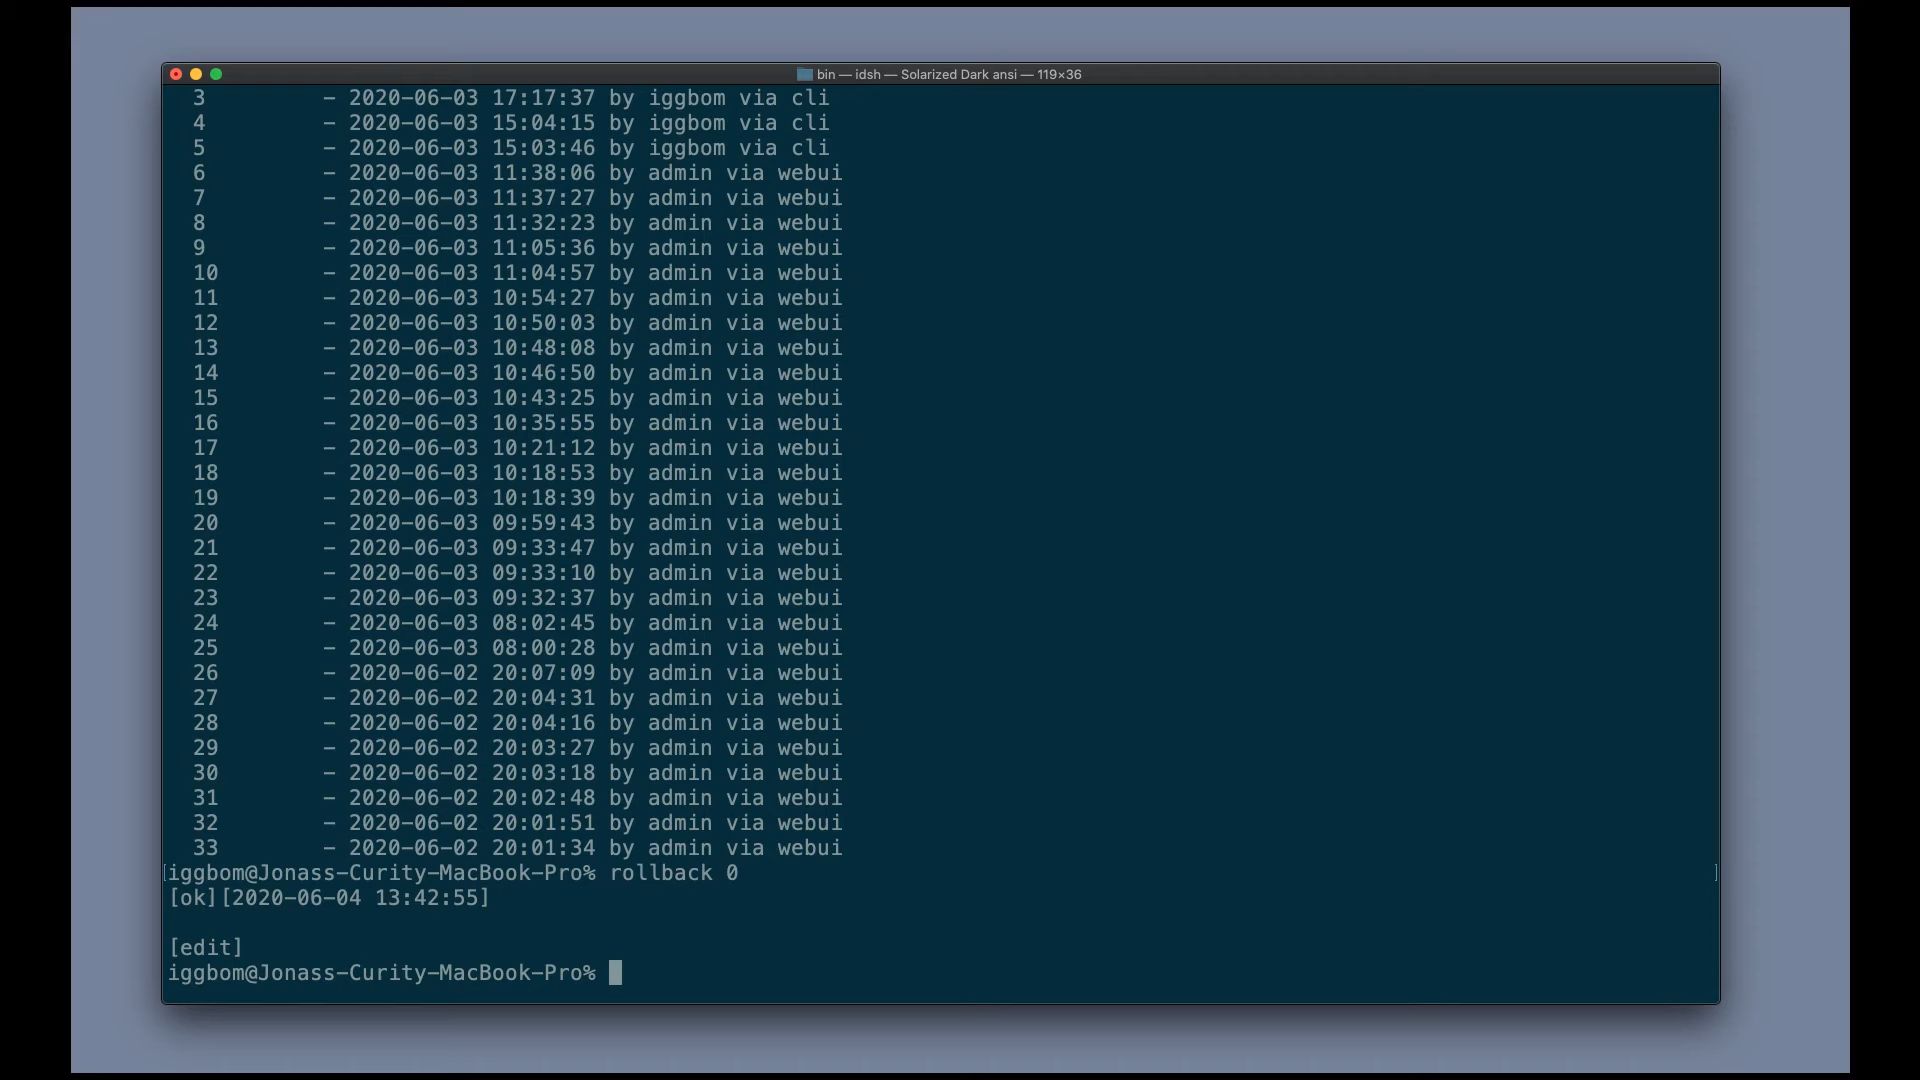 bin — idsh — Solarized Dark ansi — 119×36
3 - 2020-06-03 17:17:37 by iggbom via cli
4 - 2020-06-03 15:04:15 by iggbom via cli
5 - 2020-06-03 15:03:46 by iggbom via cli
6 - 2020-06-03 11:38:06 by admin via webui
7 - 2020-06-03 11:37:27 by admin via webui
8 - 2020-06-03 11:32:23 by admin via webui
9 - 2020-06-03 11:05:36 by admin via webui
10 - 2020-06-03 11:04:57 by admin via webui
11 - 2020-06-03 10:54:27 by admin via webui
12 - 2020-06-03 10:50:03 by admin via webui
13 - 2020-06-03 10:48:08 by admin via webui
14 - 2020-06-03 10:46:50 by admin via webui
15 - 2020-06-03 10:43:25 by admin via webui
16 - 2020-06-03 10:35:55 by admin via webui
17 - 2020-06-03 10:21:12 by admin via webui
18 - 2020-06-03 10:18:53 by admin via webui
19 - 2020-06-03 10:18:39 by admin via webui
20 - 2020-06-03 09:59:43 by admin via webui
21 - 2020-06-03 09:33:47 by admin via webui
22 - 2020-06-03 09:33:10 by admin via webui
23 - 2020-06-03 09:32:37 by admin via webui
24 - 2020-06-03 08:02:45 by admin via webui
25 - 2020-06-03 08:00:28 by admin via webui
26 - 2020-06-02 20:07:09 by admin via webui
27 - 2020-06-02 20:04:31 by admin via webui
28 - 2020-06-02 20:04:16 by admin via webui
29 - 2020-06-02 20:03:27 by admin via webui
30 - 2020-06-02 20:03:18 by admin via webui
31 - 2020-06-02 20:02:48 by admin via webui
32 - 2020-06-02 20:01:51 by admin via webui
33 - 2020-06-02 20:01:34 by admin via webui
[iggbom@Jonass-Curity-MacBook-Pro% rollback 0 ]
[ok][2020-06-04 13:42:55]
[edit]
iggbom@Jonass-Curity-MacBook-Pro%